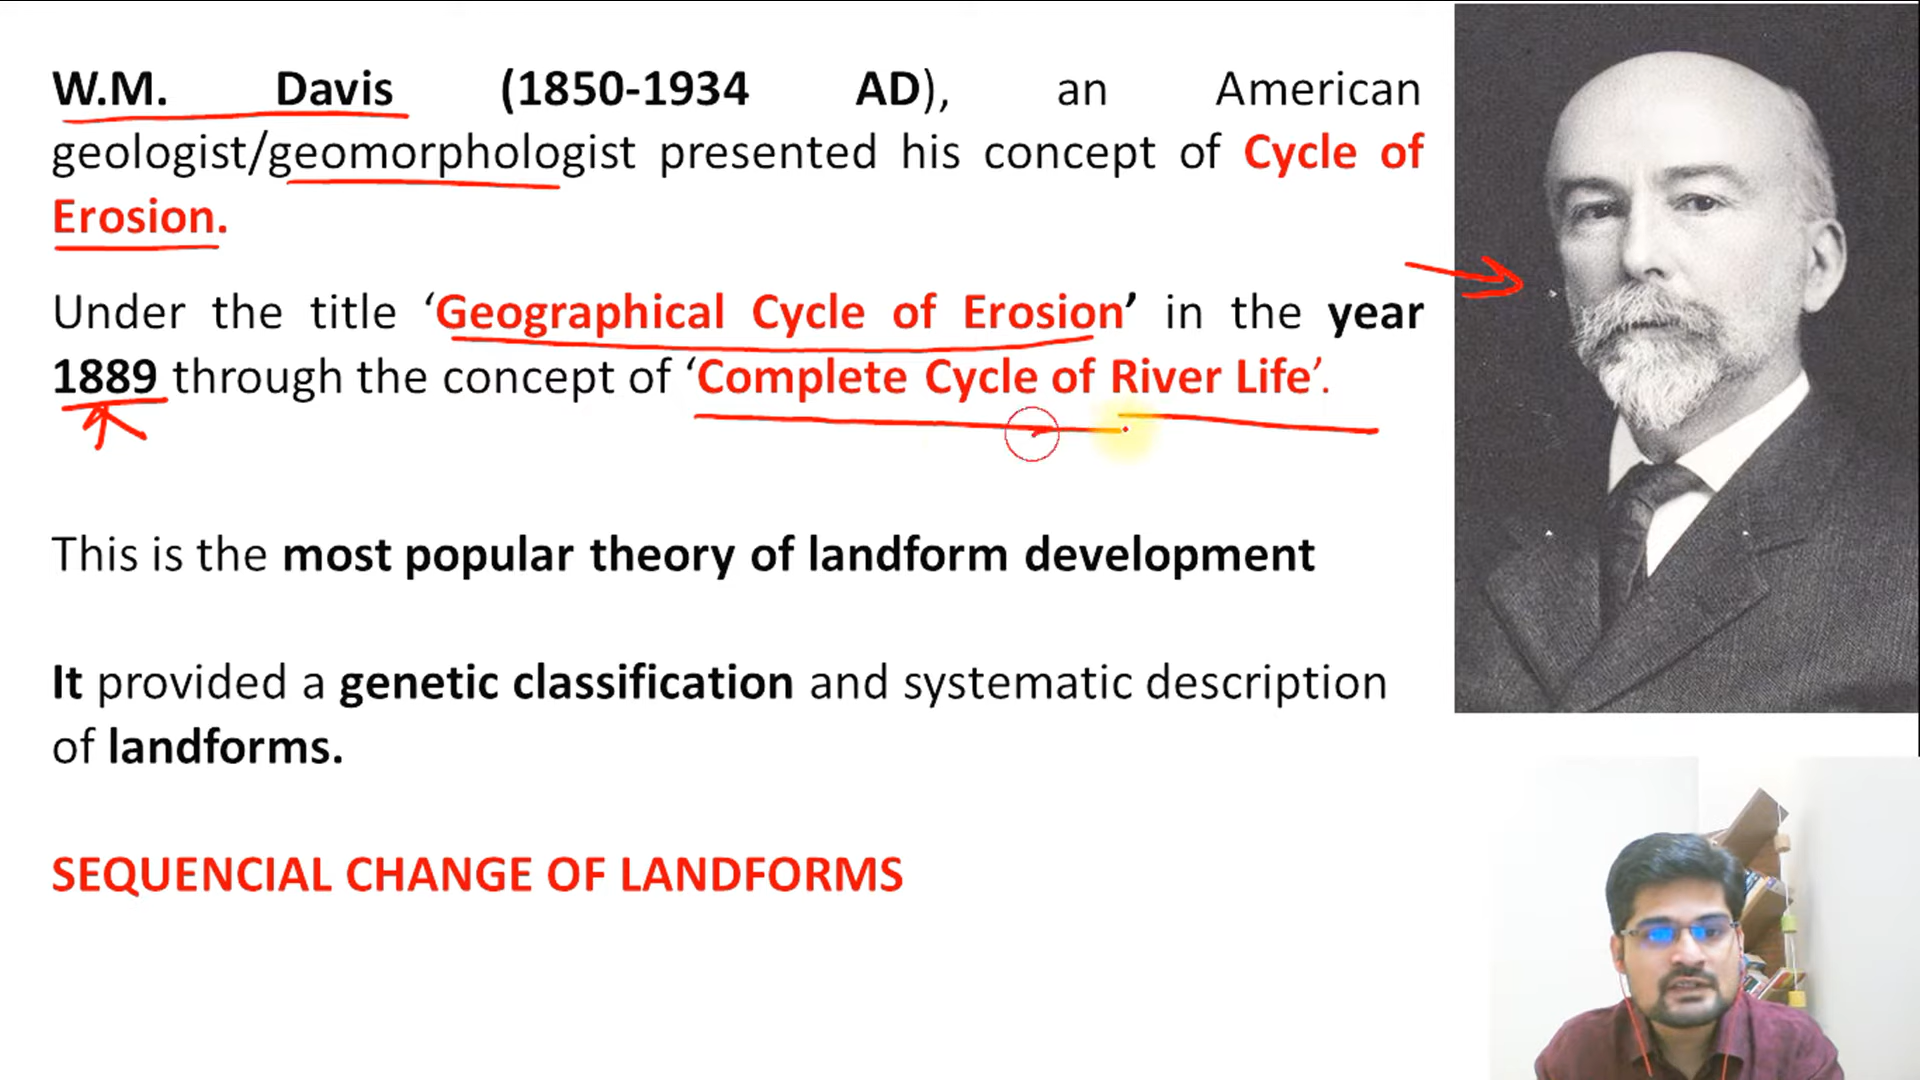 W.M. Davis (1850-1934 AD), an American
geologist/geomorphologist presented his concept of Cycle of
Erosion.
Under the title ‘Geographical Cycle of Erosion’ in the year
1889 through the concept of ‘Complete Cycle of River Life’.
This is the most popular theory of landform development
It provided a genetic classification and systematic description
of landforms.
SEQUENCIAL CHANGE OF LANDFORMS